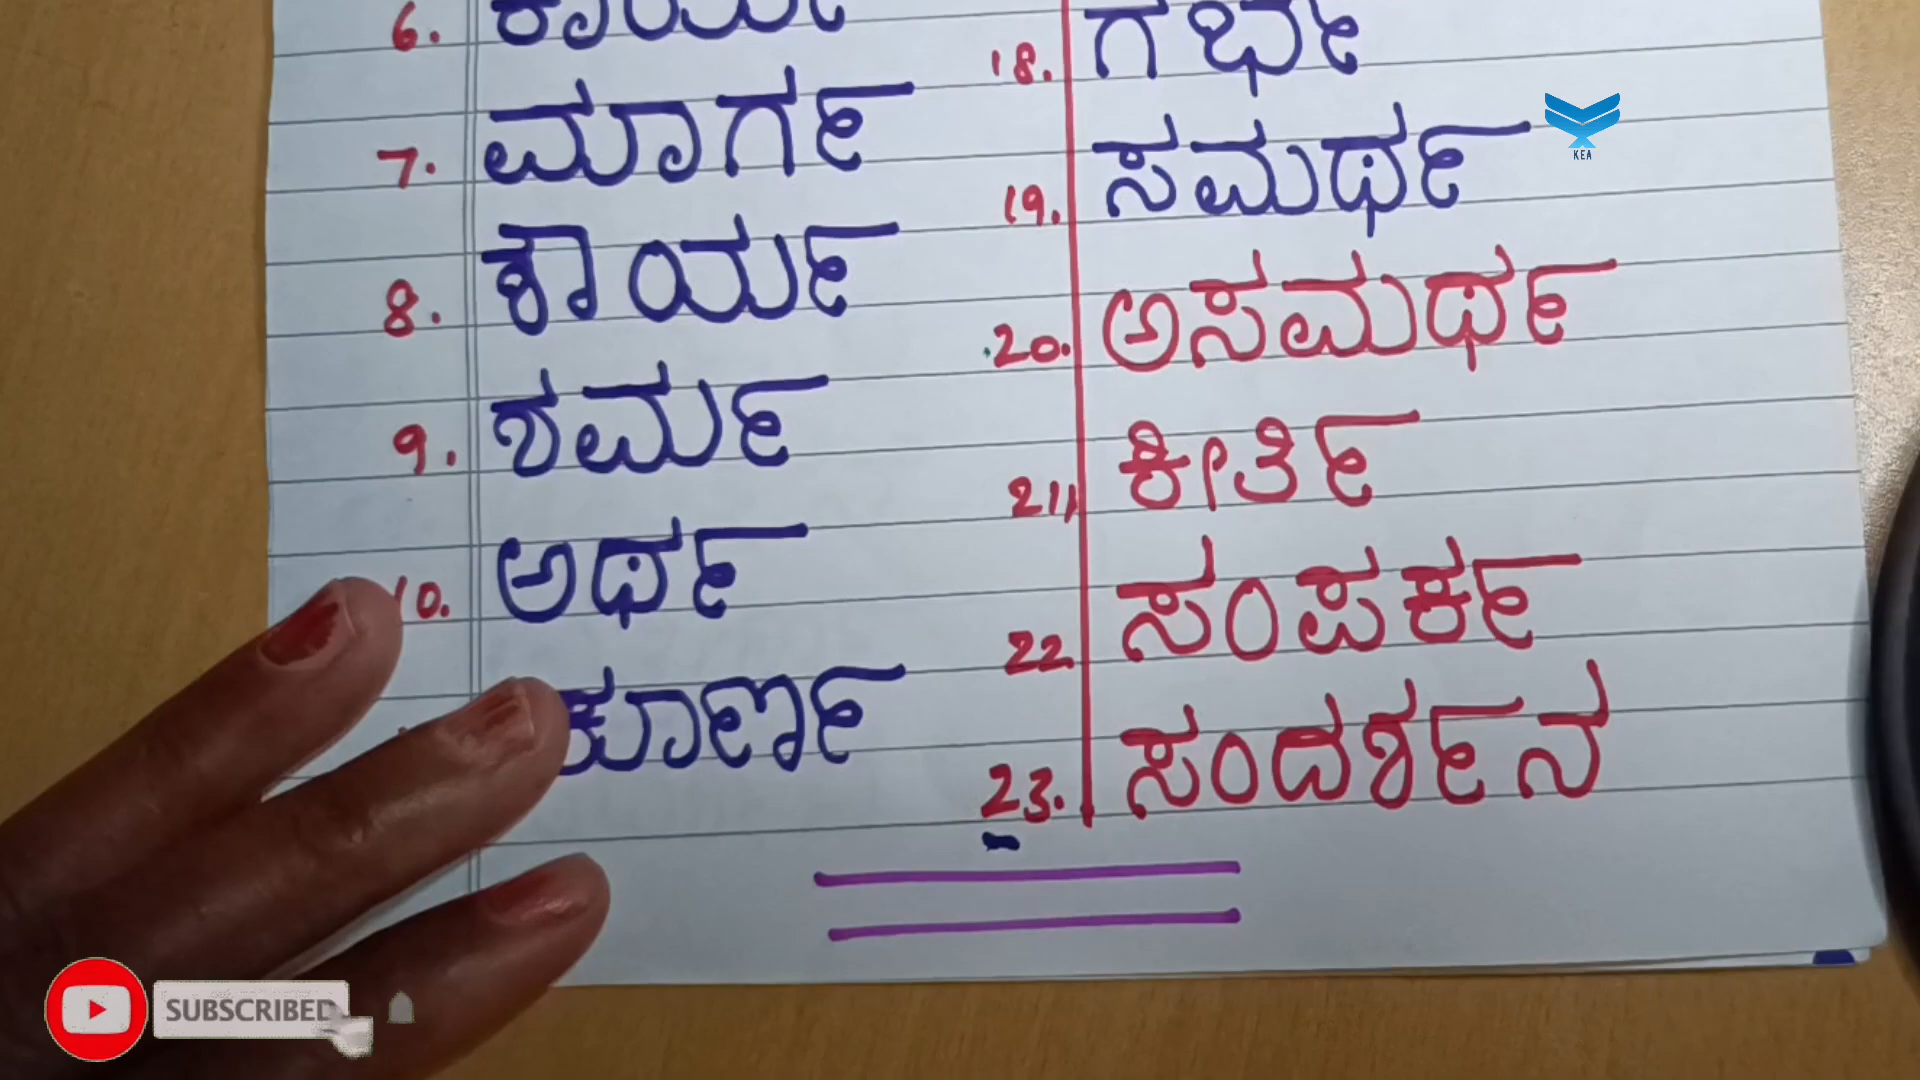 6. ಕಾರ್ಯ
7. ಮಾರ್ಗ
8. ಶೌರ್ಯ
9. ಶರ್ಮ
10. ಅರ್ಥ
18. ಗರ್ಭ
19. ಸಮರ್ಥ
20. ಅಸಮರ್ಥ
21, ಕೀರ್ತಿ
22. ಸಂಪರ್ಕ
23. ಸಂದರ್ಶನ
KEA
SUBSCRIBED